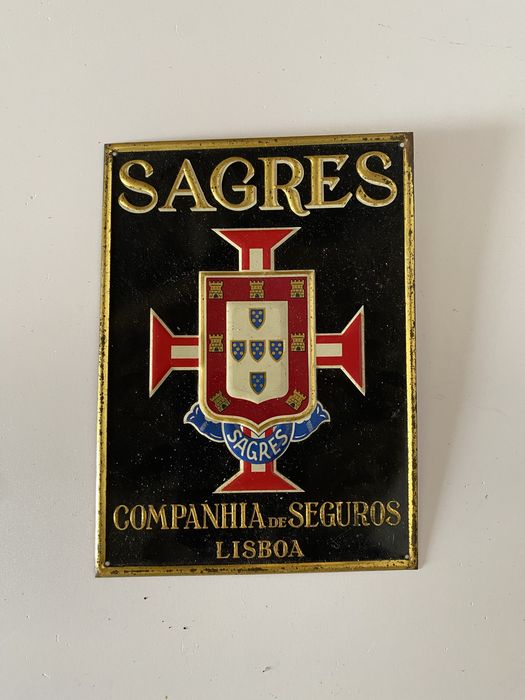 SAGRES
SAGRES
COMPANHIA DE SEGUROS
LISBOA